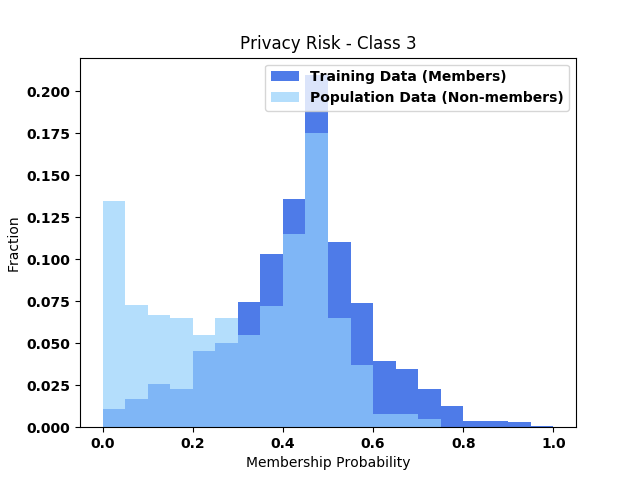 Privacy Risk - Class 3
Training Data (Members)
Population Data (Non-members)
Fraction
0.200
0.175
0.150
0.125
0.100
0.075
0.050
0.025
0.000
0.0 0.2 0.4 0.6 0.8 1.0
Membership Probability